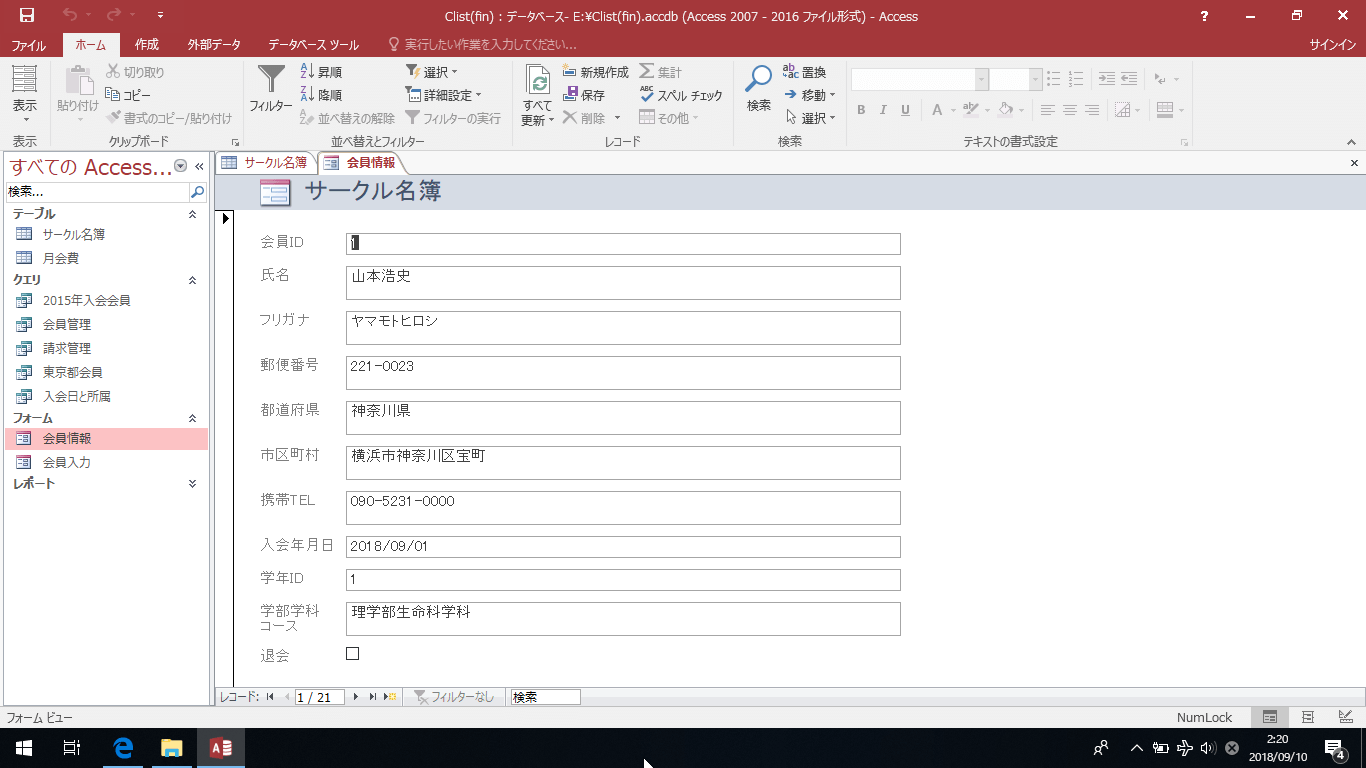 Clist(fin) : データベース- E:¥Clist(fin).accdb (Access 2007 - 2016 ファイル形式) - Access
?
ファイル ホーム 作成 外部データ データベース ツール 実行したい作業を入力してください... サインイン
表示
表示
貼り付け
切り取り
コピー
書式のコピー/貼り付け
クリップボード
フィルター
昇順
降順
並べ替えの解除
選択
詳細設定
フィルターの実行
並べ替えとフィルター
すべて
更新
新規作成
保存
削除
集計
スペル チェック
その他
レコード
検索
置換
移動
選択
検索
B I U A
テキストの書式設定
すべての Access... «
検索...
テーブル
サークル名簿
月会費
クエリ
2015年入会会員
会員管理
請求管理
東京都会員
入会日と所属
フォーム
会員情報
会員入力
レポート
サークル名簿 会員情報
サークル名簿
会員ID 1
氏名 山本浩史
フリガナ ヤマモトヒロシ
郵便番号 221-0023
都道府県 神奈川県
市区町村 横浜市神奈川区宝町
携帯TEL 090-5231-0000
入会年月日 2018/09/01
学年ID 1
学部学科
コース 理学部生命科学科
退会
レコード: 1 / 21 フィルターなし 検索
フォーム ビュー NumLock
2:20
2018/09/10
4